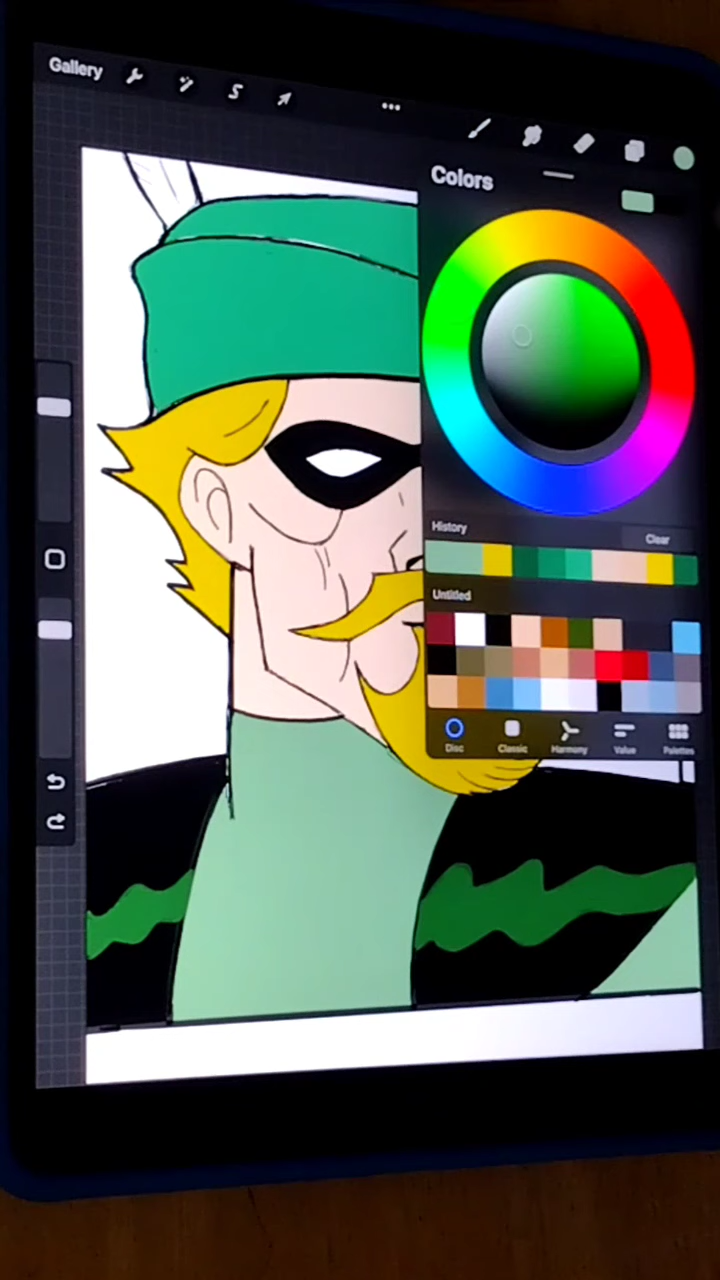 Gallery
Colors
History
Clear
Untitled
Disc
Classic
Harmony
Value
Palettes